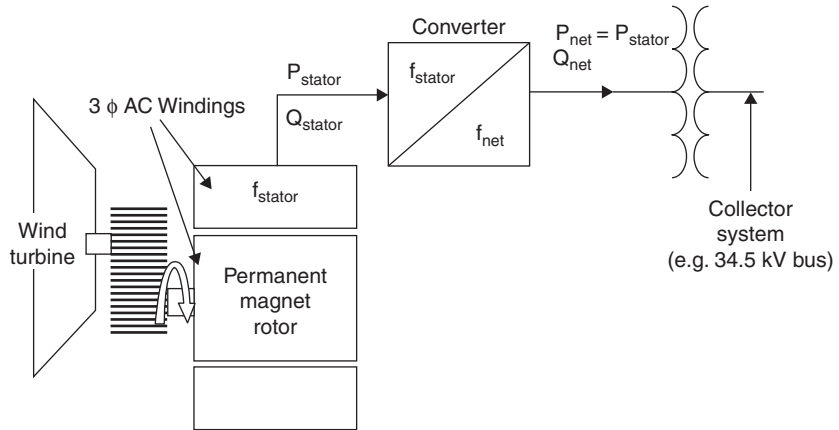 Converter
P_net = P_stator
Q_net
P_stator
Q_stator
f_stator
f_net
3 ϕ AC Windings
f_stator
Wind
turbine
Permanent
magnet
rotor
Collector
system
(e.g. 34.5 kV bus)